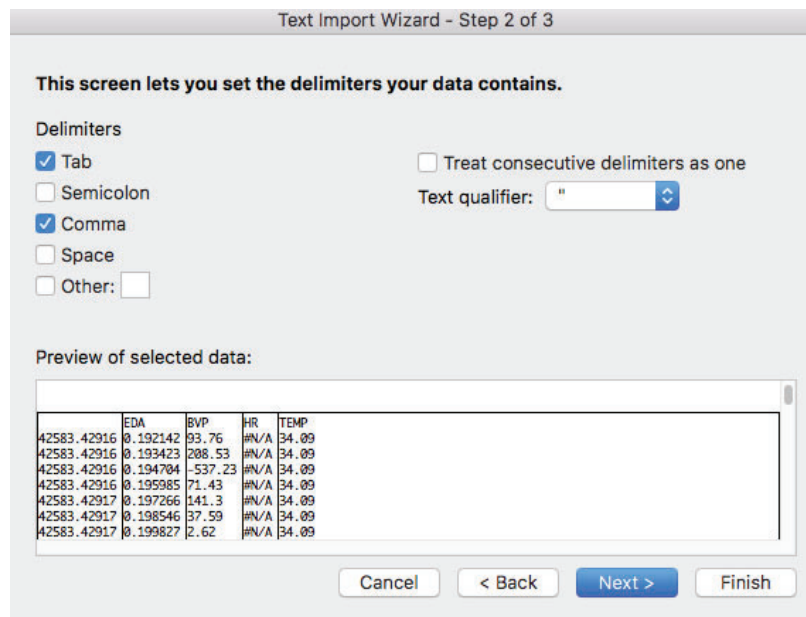 Text Import Wizard - Step 2 of 3
This screen lets you set the delimiters your data contains.
Delimiters
Tab
Treat consecutive delimiters as one
Semicolon
Text qualifier: "
Comma
Space
Other:
Preview of selected data:
EDA BVP HR TEMP
42583.42916 0.192142 93.76 #N/A 34.09
42583.42916 0.193423 208.53 #N/A 34.09
42583.42916 0.194704 -537.23 #N/A 34.09
42583.42916 0.195985 71.43 #N/A 34.09
42583.42917 0.197266 141.3 #N/A 34.09
42583.42917 0.198546 37.59 #N/A 34.09
42583.42917 0.199827 2.62 #N/A 34.09
Cancel < Back Next > Finish